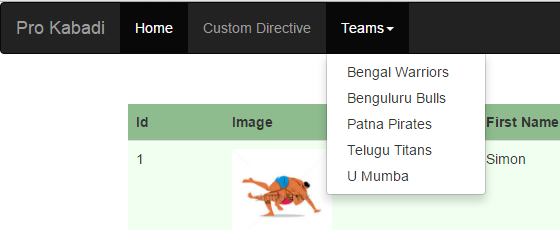 Pro Kabadi Home Custom Directive Teams
Bengal Warriors
Benguluru Bulls
Patna Pirates
Telugu Titans
U Mumba
Id Image First Name
1 Simon